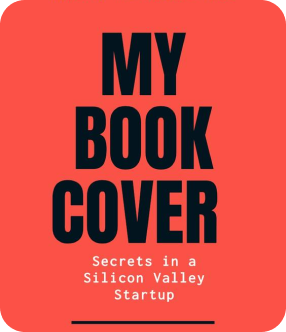 MY
BOOK
COVER
Secrets in a
Silicon Valley
Startup